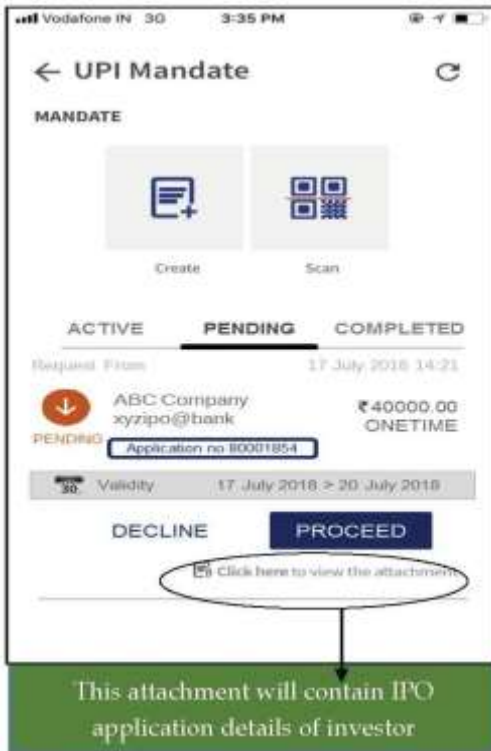 Vodafone IN 3G 3:35 PM
← UPI Mandate
MANDATE
Create Scan
ACTIVE PENDING COMPLETED
Request From 17 July 2018 14:21
ABC Company ₹40000.00
xyzipo@bank ONETIME
PENDING Application no 80001854
30 Validity 17 July 2018 > 20 July 2018
DECLINE PROCEED
Click here to view the attachment
This attachment will contain IPO
application details of investor